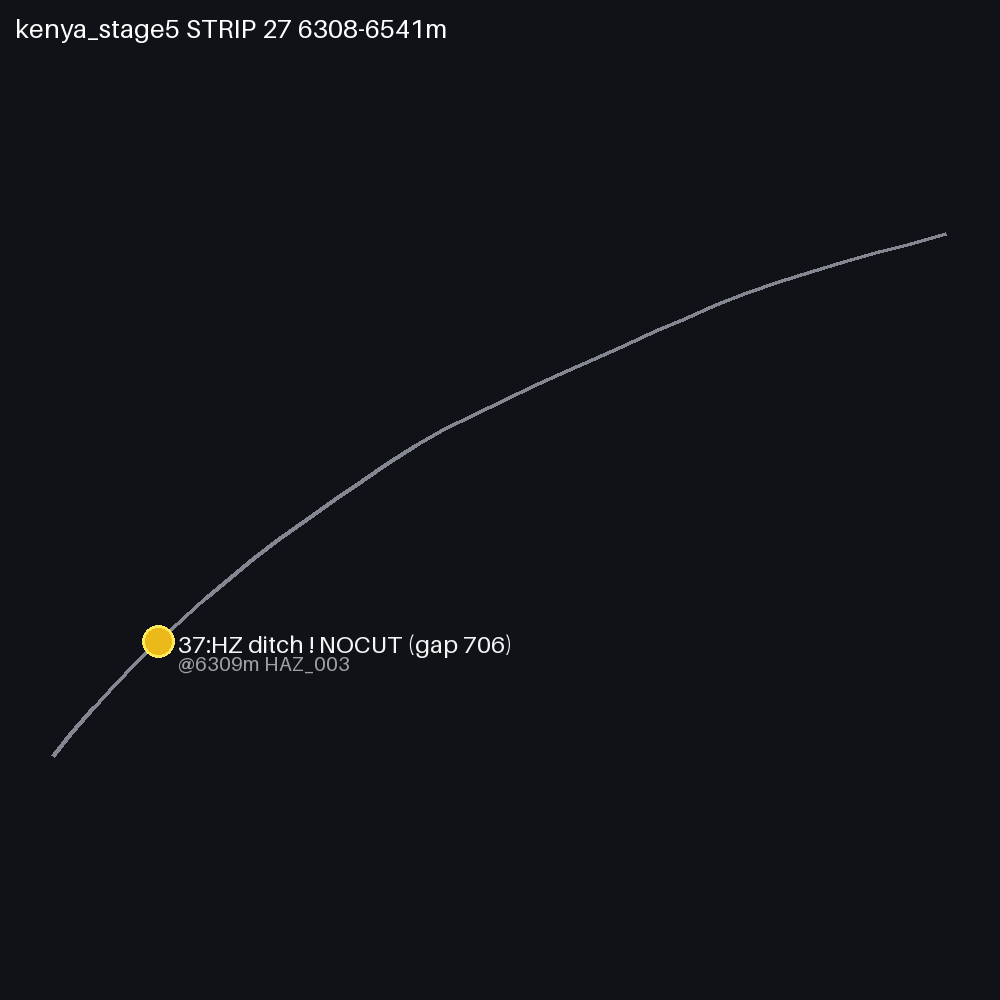 kenya_stage5 STRIP 27 6308-6541m
37:HZ ditch ! NOCUT (gap 706)
@6309m HAZ_003